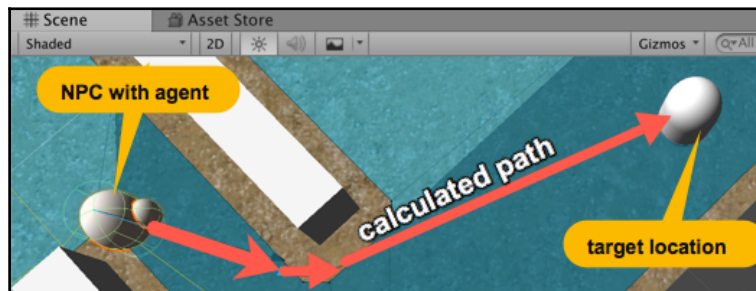 Scene
Asset Store
Shaded
2D
Gizmos
All
NPC with agent
calculated path
target location